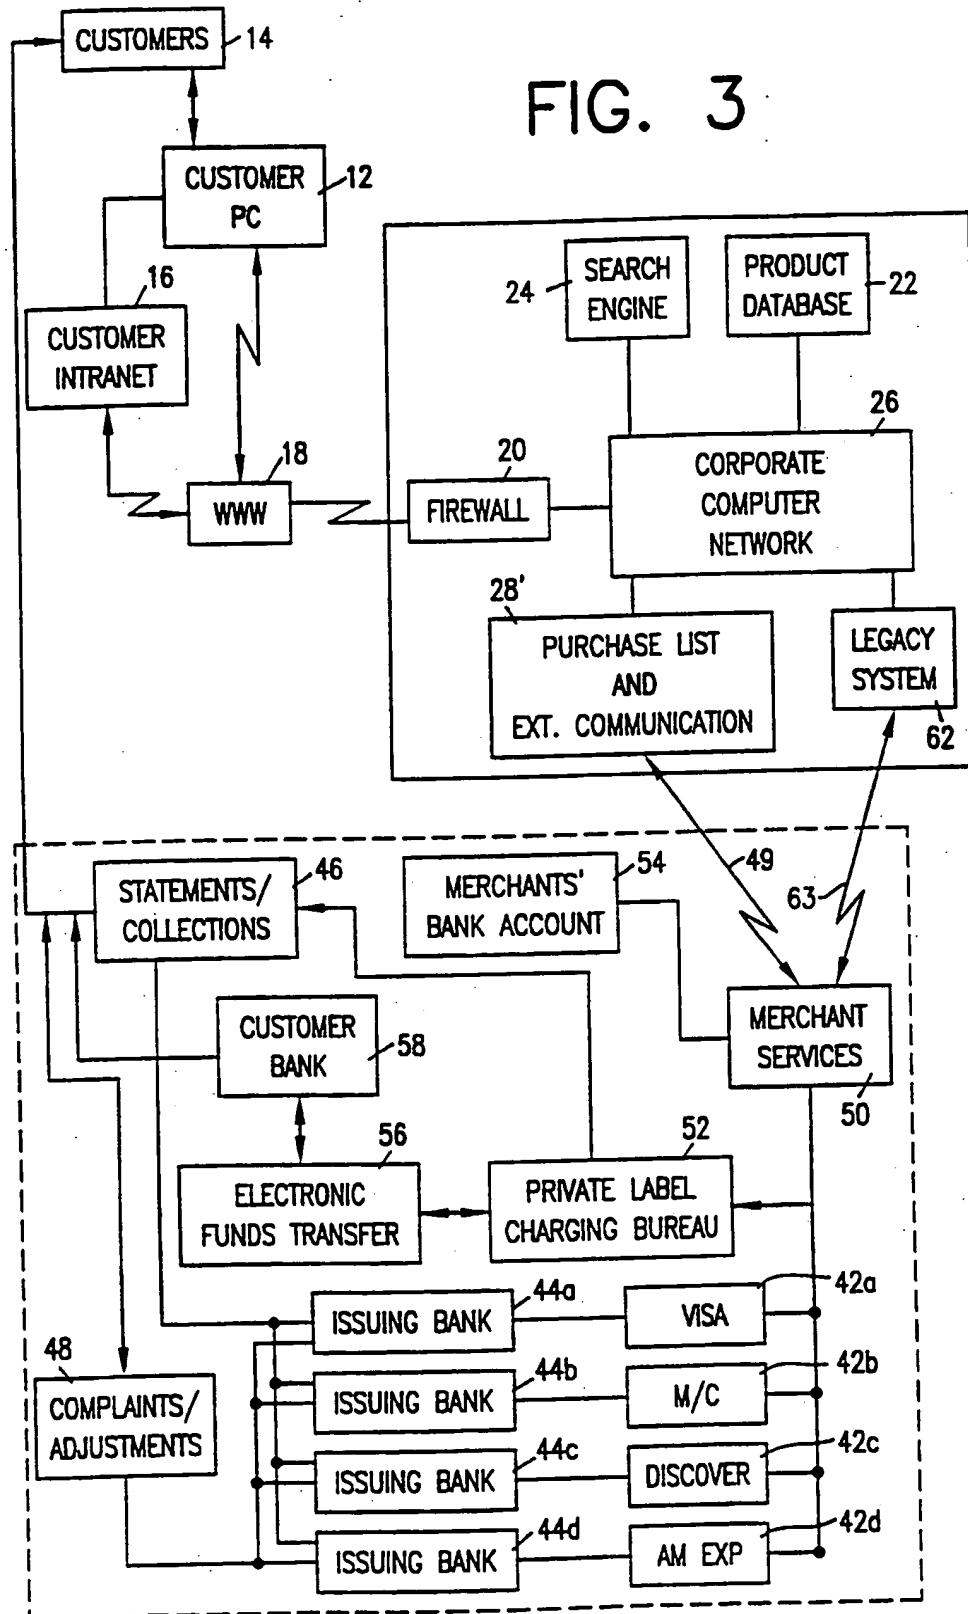 CUSTOMERS
14
FIG. 3
CUSTOMER
PC
12
16
CUSTOMER
INTRANET
18
WWW
24
SEARCH
ENGINE
PRODUCT
DATABASE
22
26
CORPORATE
COMPUTER
NETWORK
20
FIREWALL
28'
PURCHASE LIST
AND
EXT. COMMUNICATION
LEGACY
SYSTEM
62
49
63
46
STATEMENTS/
COLLECTIONS
54
MERCHANTS'
BANK ACCOUNT
CUSTOMER
BANK
58
MERCHANT
SERVICES
50
56
ELECTRONIC
FUNDS TRANSFER
52
PRIVATE LABEL
CHARGING BUREAU
44a
ISSUING BANK
42a
VISA
44b
ISSUING BANK
42b
M/C
48
COMPLAINTS/
ADJUSTMENTS
44c
ISSUING BANK
42c
DISCOVER
44d
ISSUING BANK
42d
AM EXP